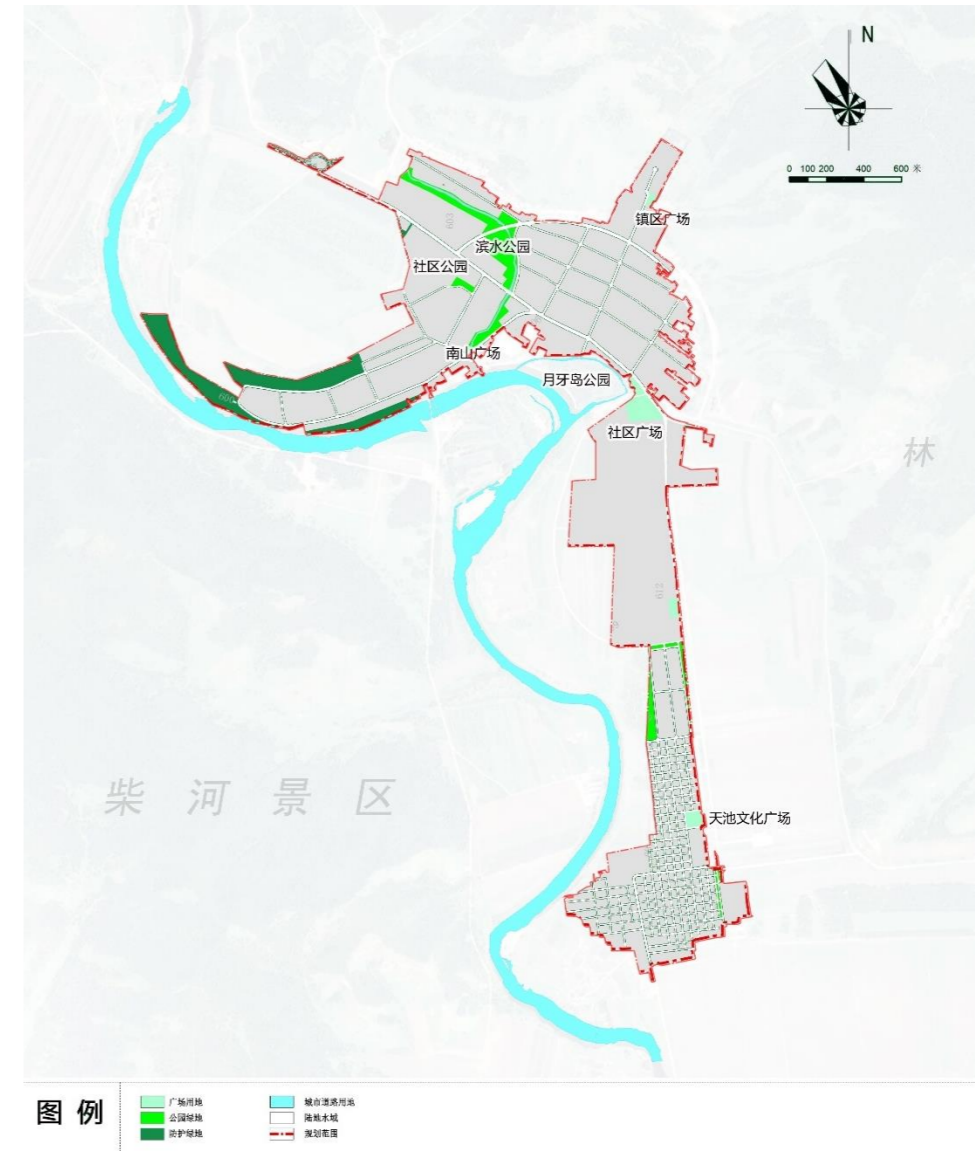 N
0 100 200 400 600 米
镇区广场
603
滨水公园
社区公园
南山广场
月牙岛公园
600
社区广场
林
612
柴河景区
天池文化广场
图例
广场用地
城市道路用地
公园绿地
陆地水域
防护绿地
规划范围